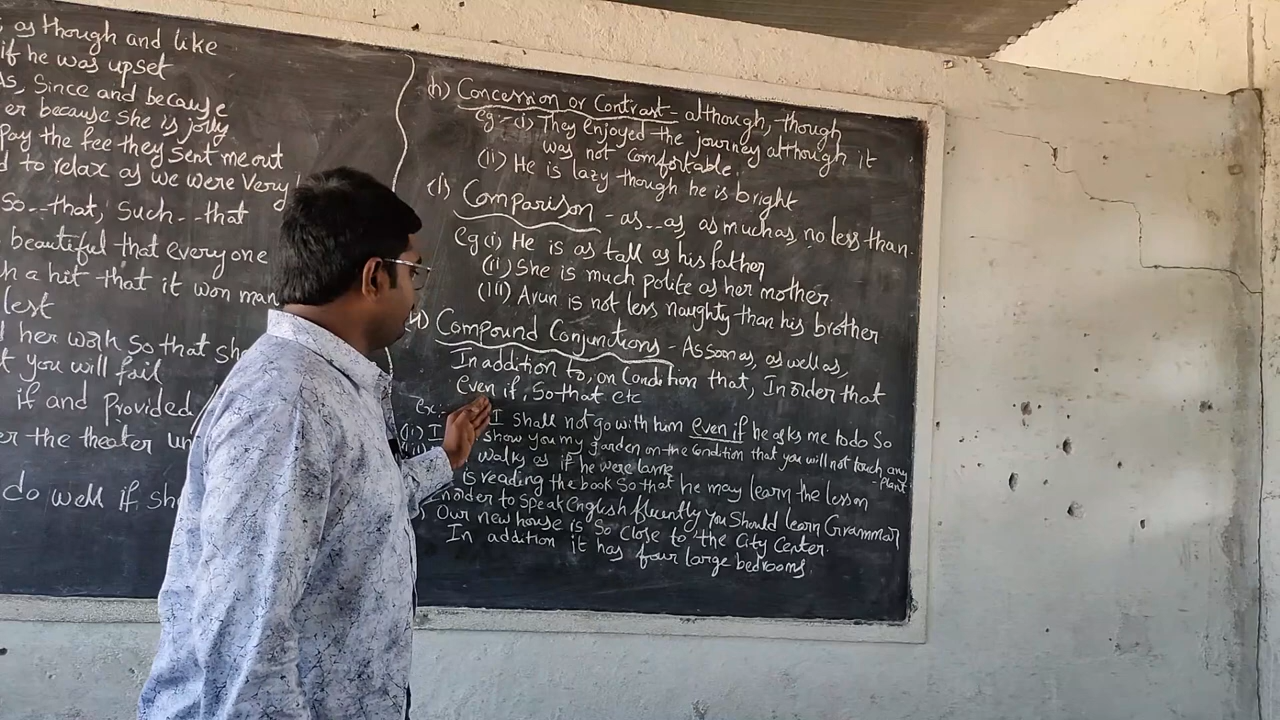 as though and like
if he was upset
As, Since and because
er because She is jolly
Pay the fee they sent me out
d to relax as we were Very
So--that, Such--that
beautiful that everyone
h a hit that it won man
lest
d her work so that sh
t you will fail
if and provided
er the theater un
do well if sh
(h) Concession or Contrast - although, though
eg:-(i) They enjoyed the journey although it
was not comfortable.
(ii) He is lazy though he is bright
(i) Comparison - as--as, as much as, no less than.
eg (i) He is as tall as his father
(ii) She is much polite as her mother
(iii) Arun is not less naughty than his brother
Compound Conjunctions - As soon as, as well as,
In addition to, on Condition that, In order that
even if, So that etc
Ex:- I shall not go with him even if he asks me to do So
(ii) I show you my garden on the condition that you will not touch any
- Plant
walks as if he were lame
is reading the book So that he may learn the lesson
norder to Speak English fluently you Should learn Grammar
Our new house is So close to the City Center.
In addition it has four large bedrooms.